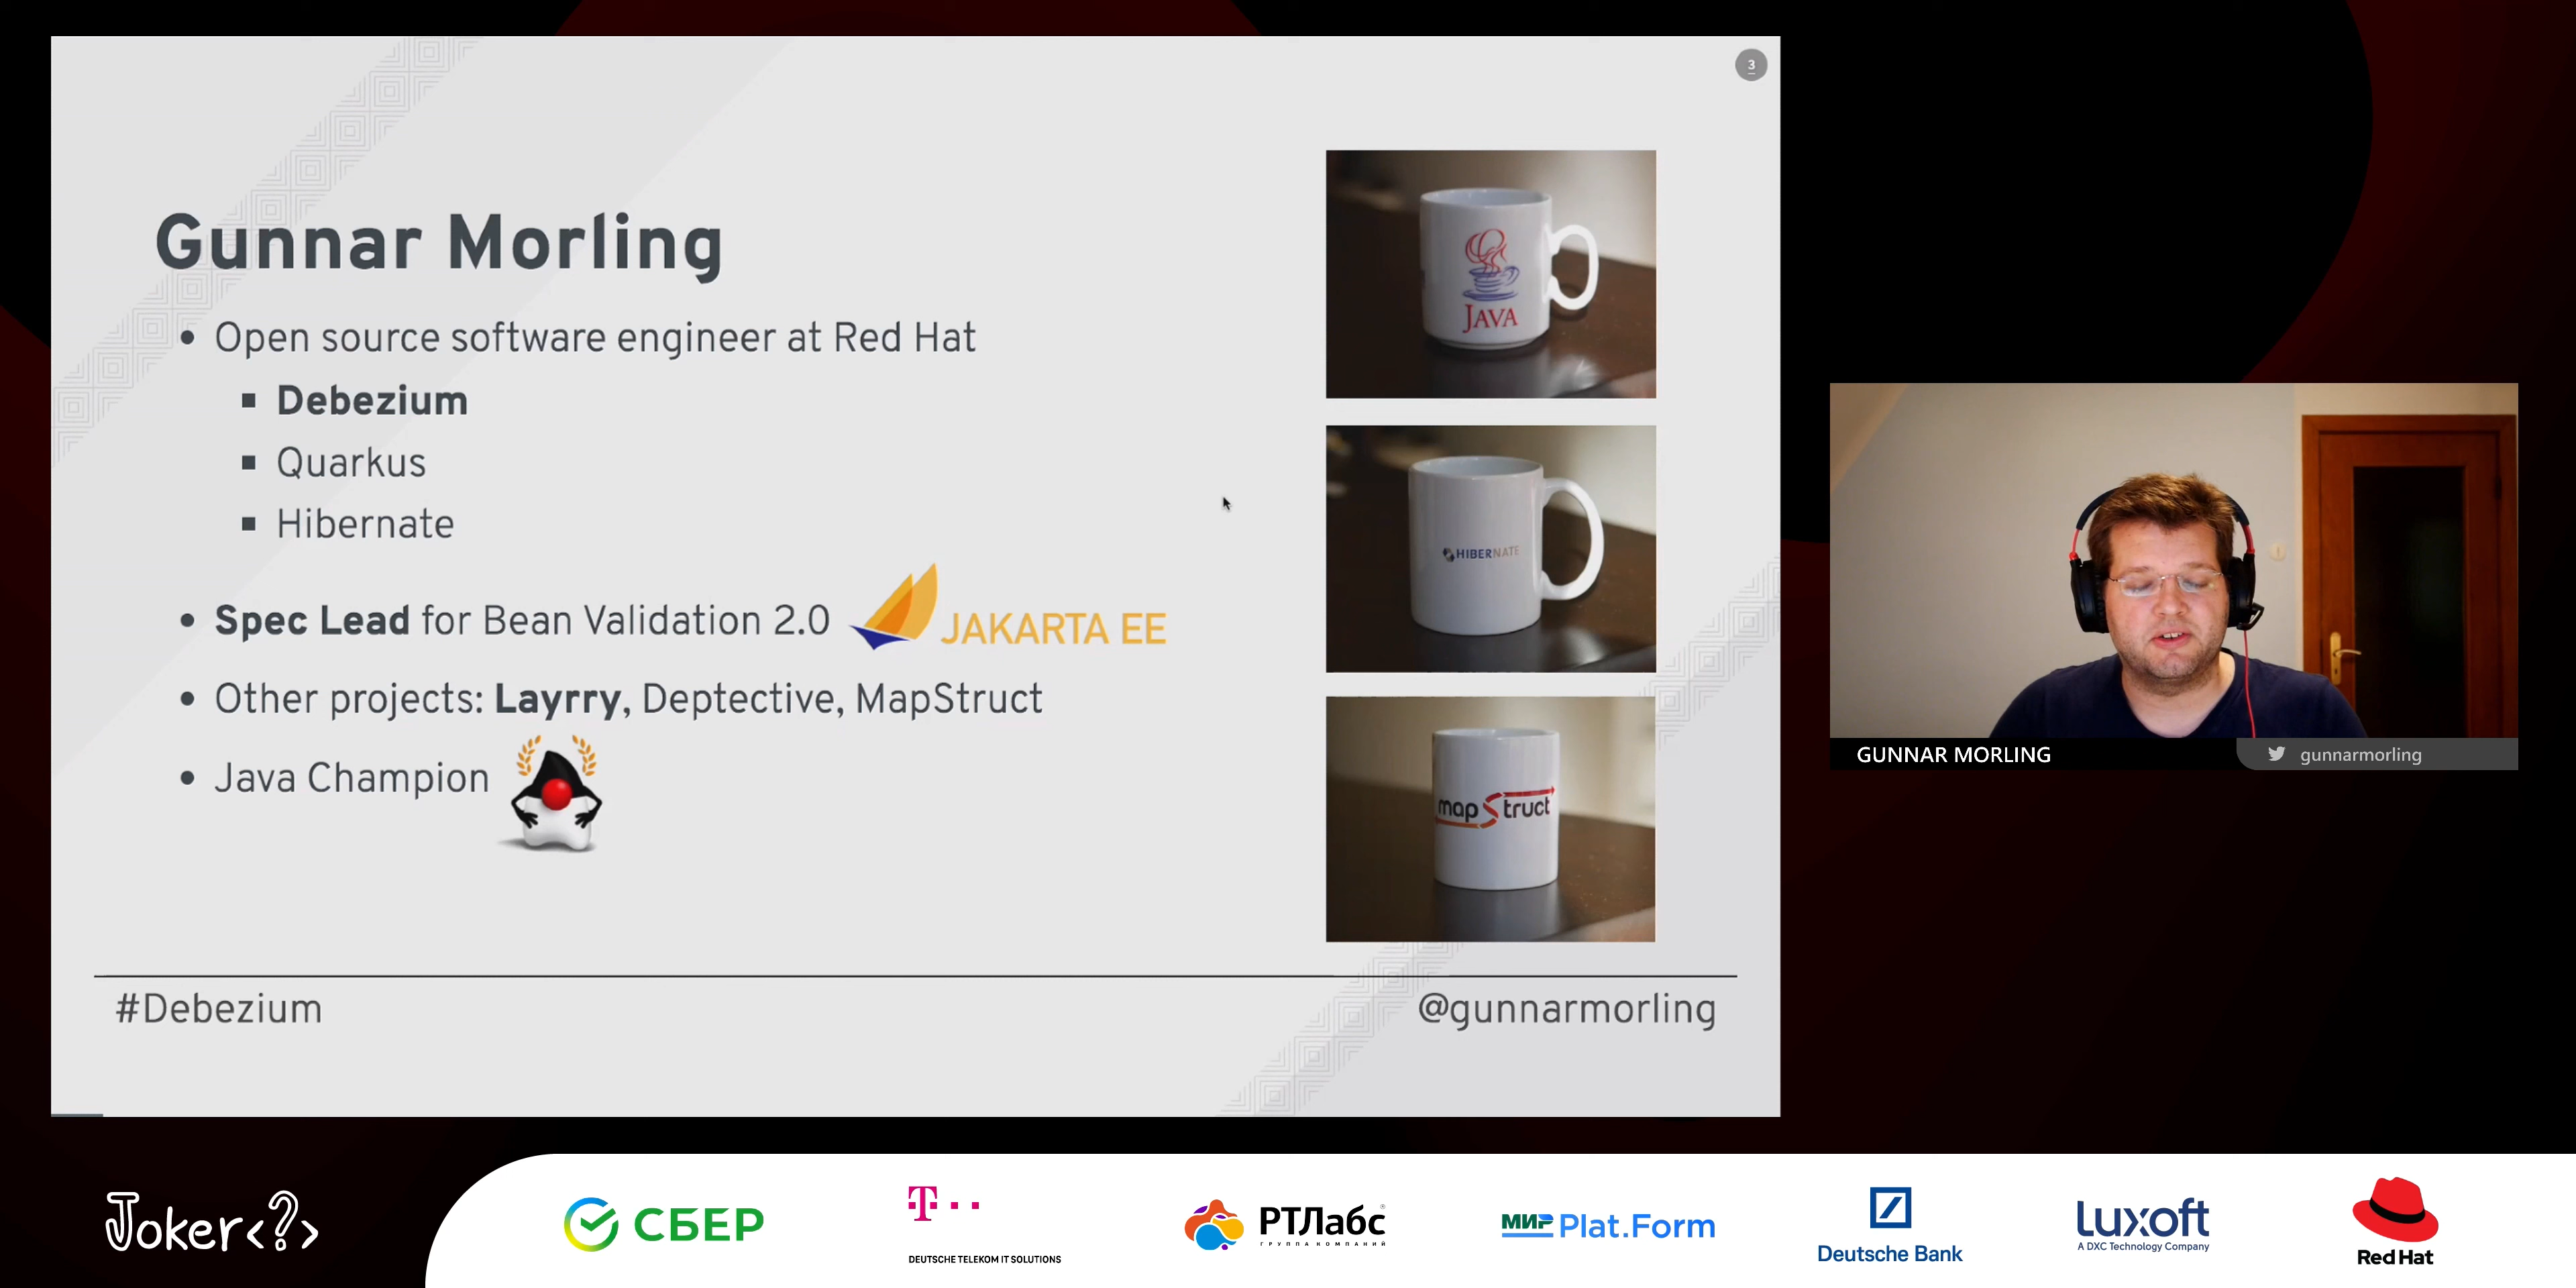 3
Gunnar Morling
Open source software engineer at Red Hat
Debezium
Quarkus
Hibernate
Spec Lead for Bean Validation 2.0
JAKARTA EE
Other projects: Layrry, Deptective, MapStruct
Java Champion
JAVA
HIBERNATE
mapStruct
#Debezium
@gunnarmorling
GUNNAR MORLING
gunnarmorling
Joker<?>
СБЕР
T
DEUTSCHE TELEKOM IT SOLUTIONS
РТЛабс
ГРУППА КОМПАНИЙ
МИР Plat.Form
Deutsche Bank
Luxoft
A DXC Technology Company
Red Hat